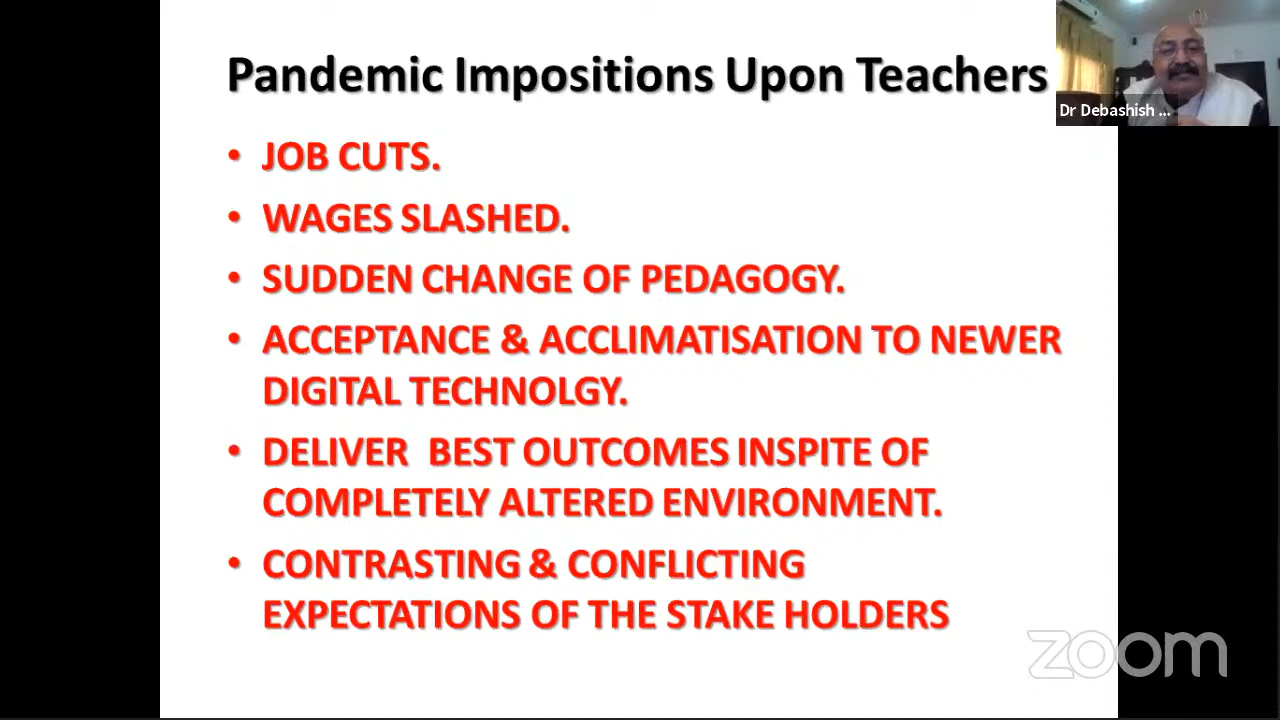 Pandemic Impositions Upon Teachers
Dr Debashish ...
• JOB CUTS.
• WAGES SLASHED.
• SUDDEN CHANGE OF PEDAGOGY.
• ACCEPTANCE & ACCLIMATISATION TO NEWER
DIGITAL TECHNOLGY.
• DELIVER BEST OUTCOMES INSPITE OF
COMPLETELY ALTERED ENVIRONMENT.
• CONTRASTING & CONFLICTING
EXPECTATIONS OF THE STAKE HOLDERS
zoom